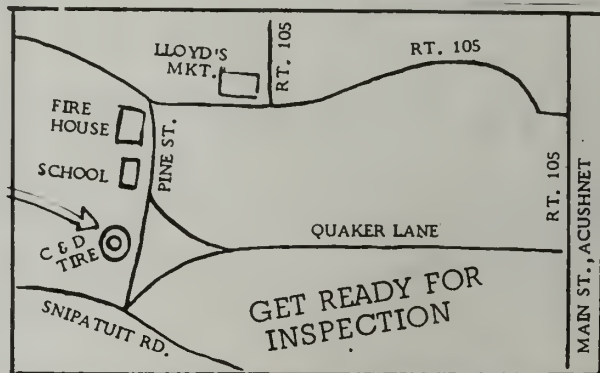 LLOYD'S
MKT.
RT. 105
RT. 105
FIRE
HOUSE
PINE ST.
SCHOOL
RT. 105
C & D
TIRE
QUAKER LANE
MAIN ST., ACUSHNET
SNIPATUIT RD.
GET READY FOR
INSPECTION